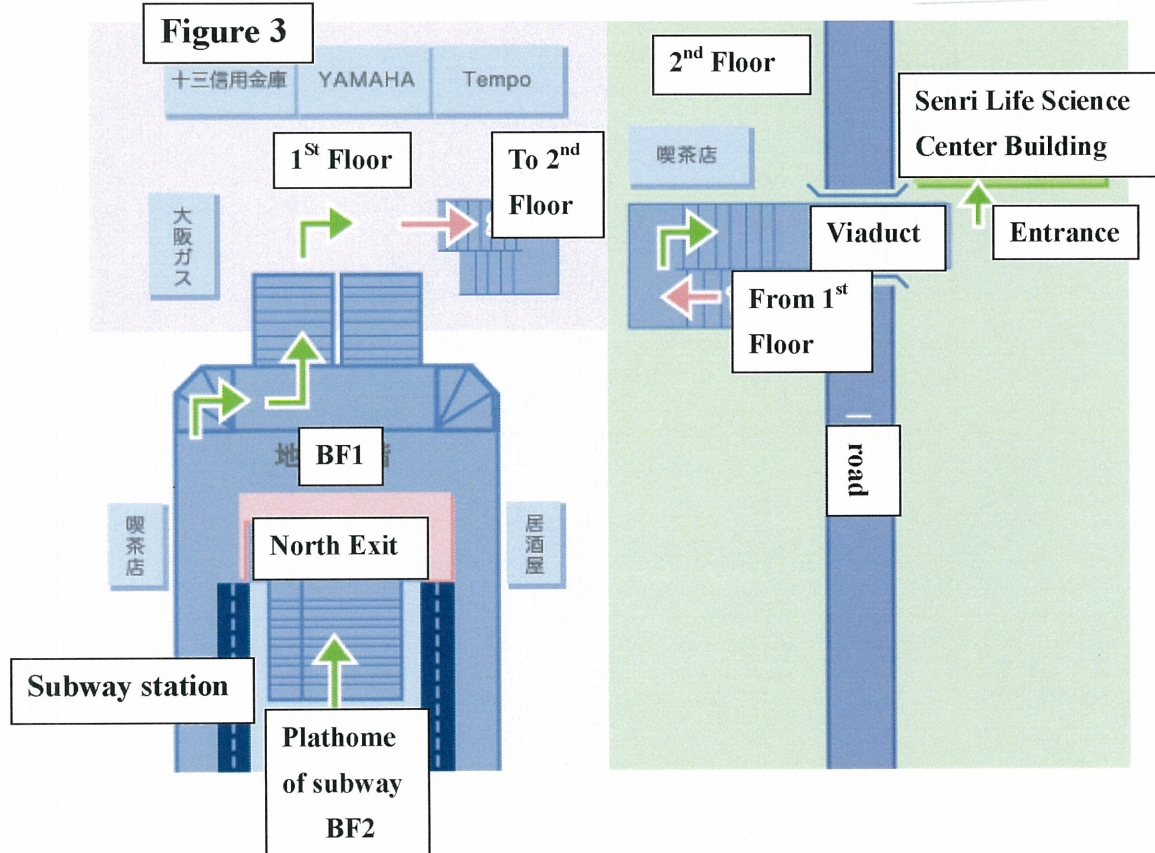 Figure 3
十三信用金庫
YAMAHA
Tempo
1St Floor
To 2nd
Floor
大阪ガス
BF1
地
階
喫茶店
North Exit
居酒屋
Subway station
Plathome
of subway
BF2
2nd Floor
Senri Life Science
Center Building
喫茶店
Viaduct
Entrance
From 1st
Floor
road